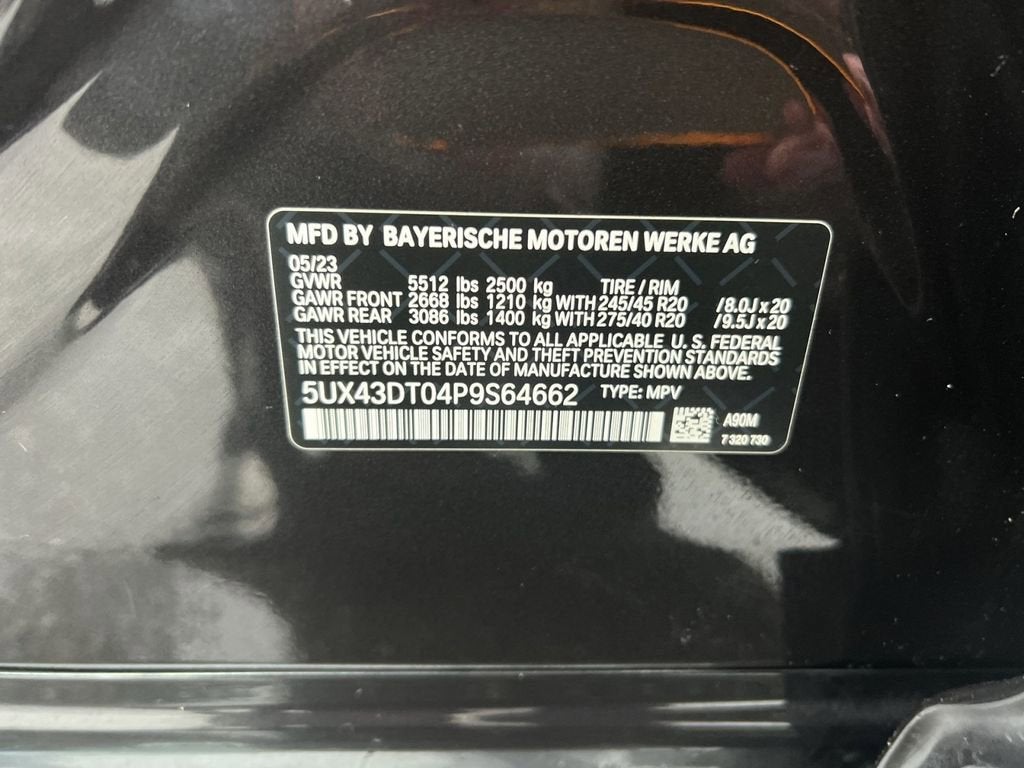 MFD BY BAYERISCHE MOTOREN WERKE AG
05/23
GVWR 5512 lbs 2500 kg TIRE / RIM
GAWR FRONT 2668 lbs 1210 kg WITH 245/45 R20 / 8.0J x 20
GAWR REAR 3086 lbs 1400 kg WITH 275/40 R20 / 9.5J x 20
THIS VEHICLE CONFORMS TO ALL APPLICABLE U.S. FEDERAL
MOTOR VEHICLE SAFETY AND THEFT PREVENTION STANDARDS
IN EFFECT ON THE DATE OF MANUFACTURE SHOWN ABOVE.
5UX43DT04P9S64662 TYPE: MPV
A90M
7 320 730